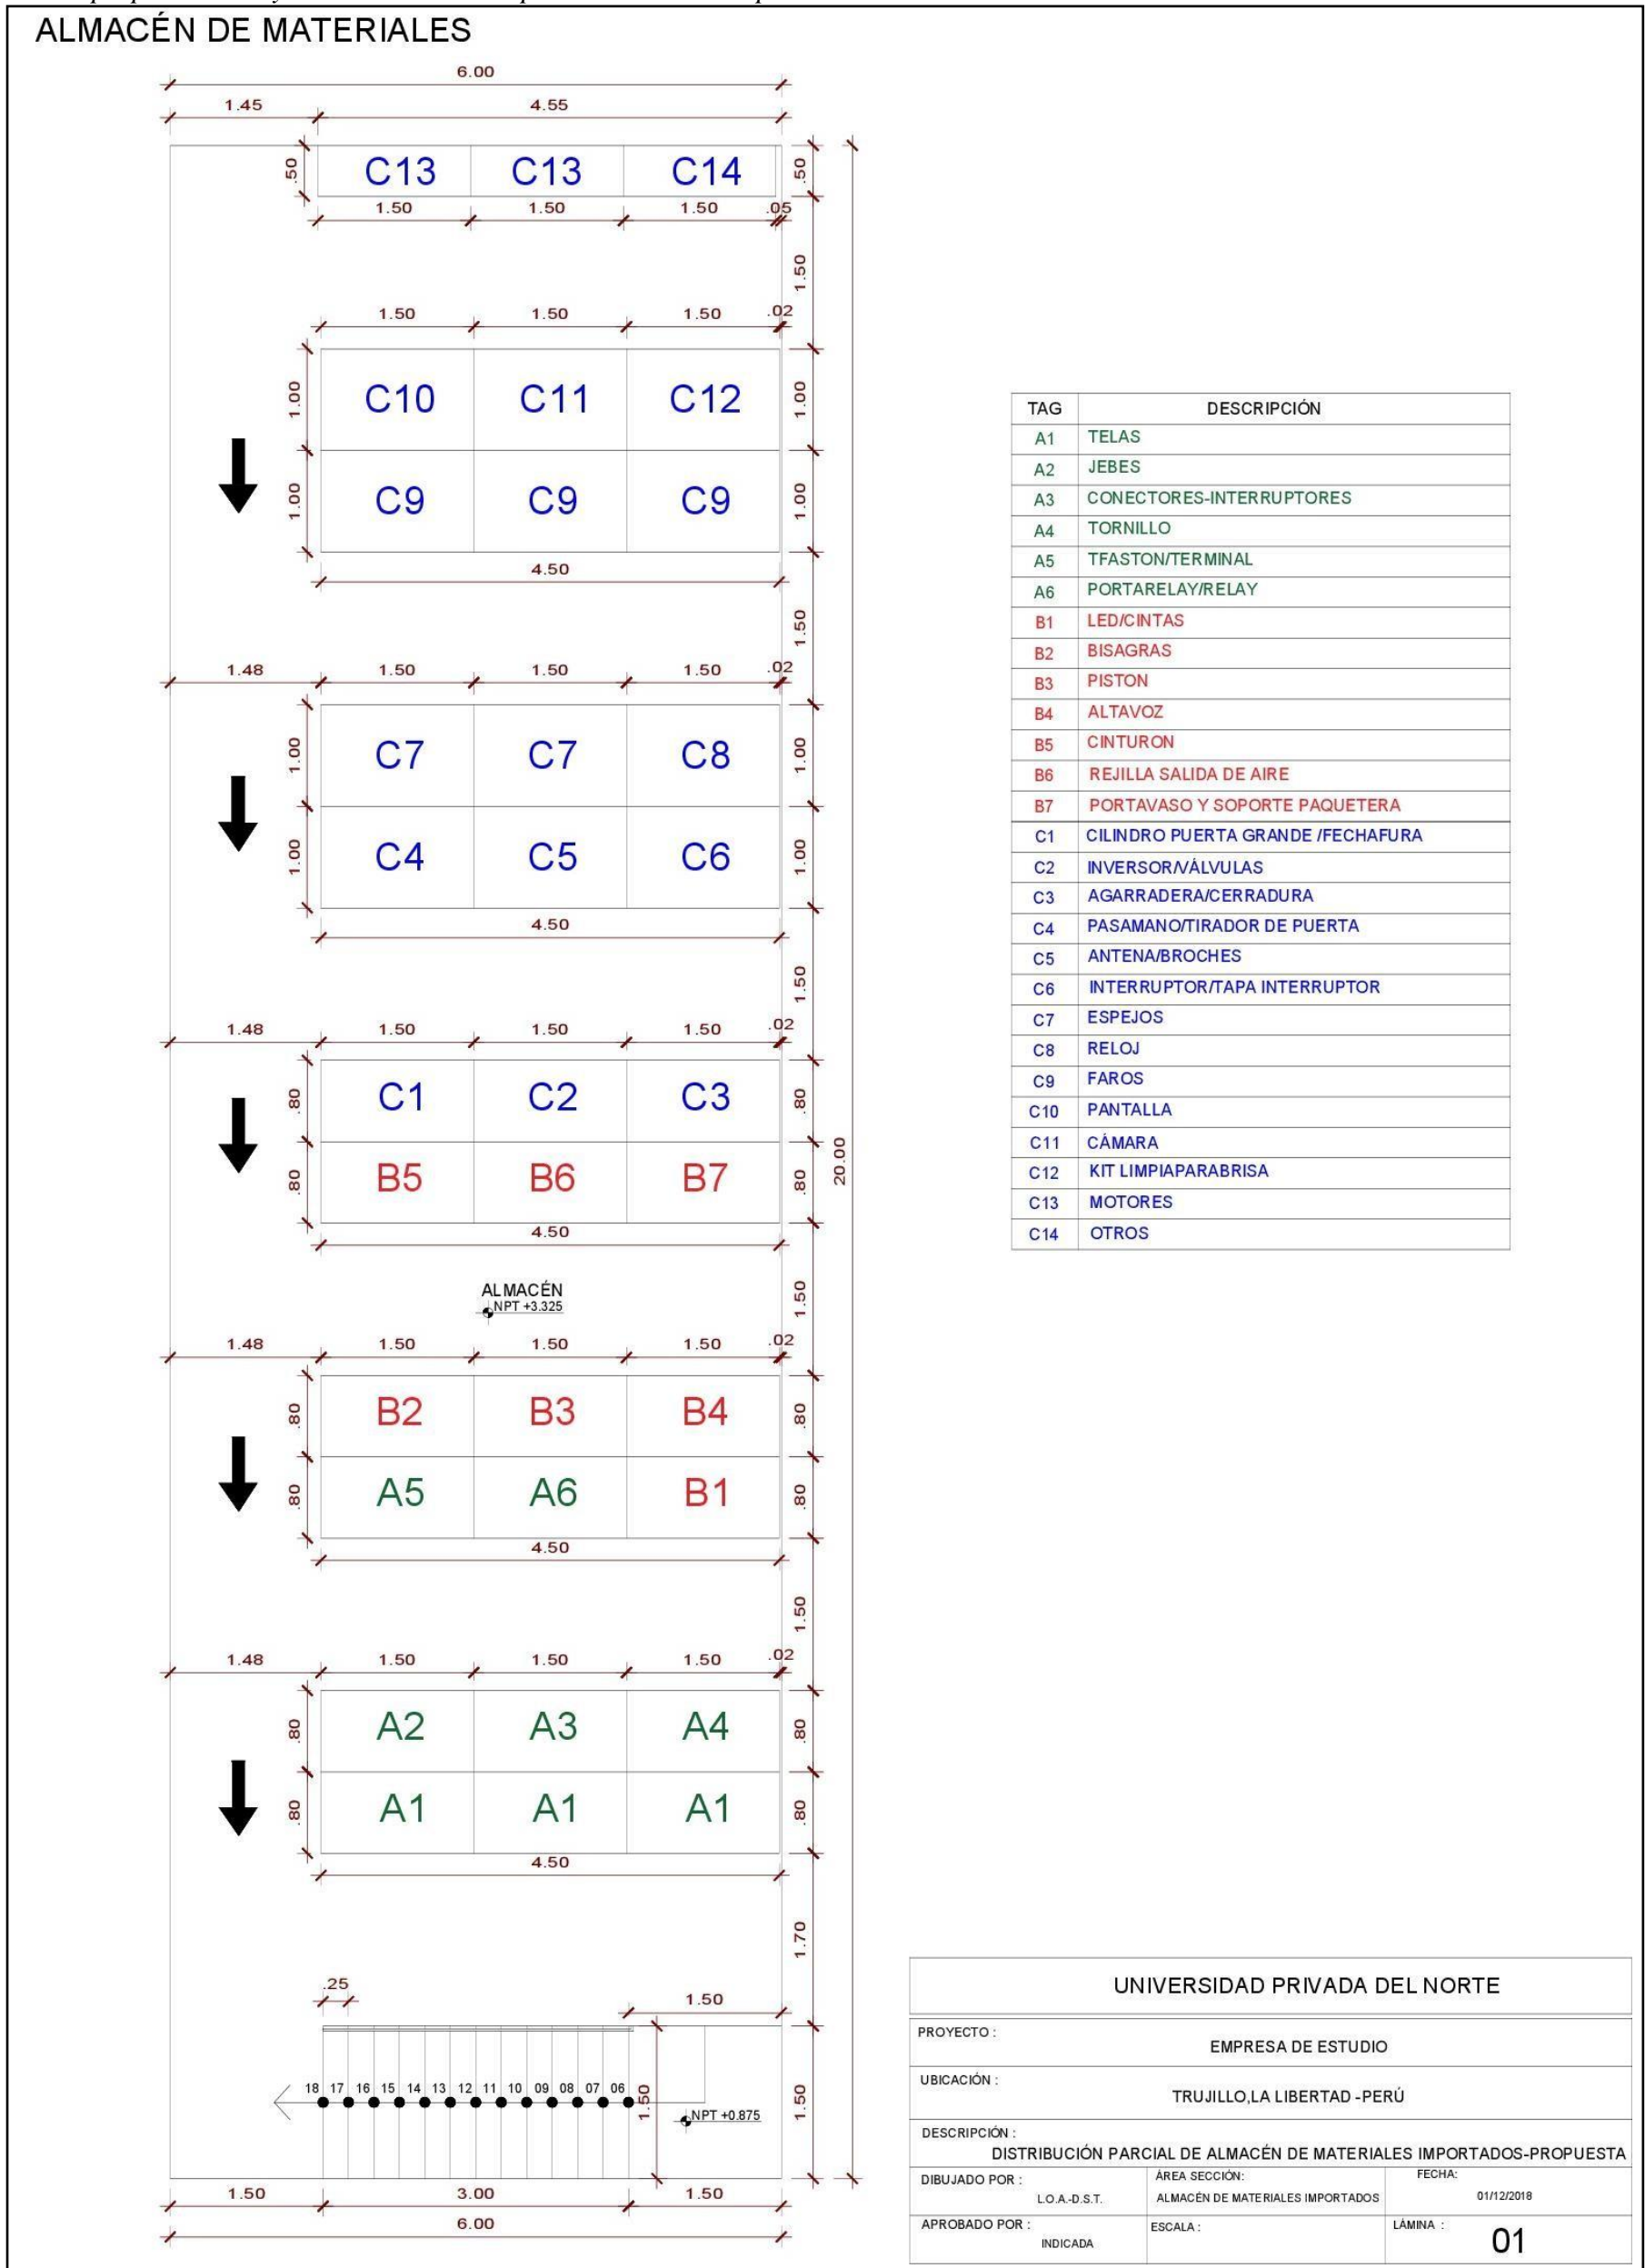 ALMACÉN DE MATERIALES
6.00
1.45 4.55
.50 C13 C13 C14 .50
1.50 1.50 1.50 .05
1.50
1.50 1.50 1.50 .02
1.00 C10 C11 C12 1.00
1.00 C9 C9 C9 1.00
4.50
1.50
1.48 1.50 1.50 1.50 .02
1.00 C7 C7 C8 1.00
1.00 C4 C5 C6 1.00
4.50
1.50
1.48 1.50 1.50 1.50 .02
.80 C1 C2 C3 .80
20.00
.80 B5 B6 B7 .80
4.50
ALMACÉN
NPT +3.325
1.50
1.48 1.50 1.50 1.50 .02
.80 B2 B3 B4 .80
.80 A5 A6 B1 .80
4.50
1.50
1.48 1.50 1.50 1.50 .02
.80 A2 A3 A4 .80
.80 A1 A1 A1 .80
4.50
1.70
.25 1.50
18 17 16 15 14 13 12 11 10 09 08 07 06 1.50 1.50
NPT +0.875
1.50 3.00 1.50
6.00
TAG DESCRIPCIÓN
A1 TELAS
A2 JEBES
A3 CONECTORES-INTERRUPTORES
A4 TORNILLO
A5 TFASTON/TERMINAL
A6 PORTARELAY/RELAY
B1 LED/CINTAS
B2 BISAGRAS
B3 PISTON
B4 ALTAVOZ
B5 CINTURON
B6 REJILLA SALIDA DE AIRE
B7 PORTAVASO Y SOPORTE PAQUETERA
C1 CILINDRO PUERTA GRANDE /FECHAFURA
C2 INVERSOR/VÁLVULAS
C3 AGARRADERA/CERRADURA
C4 PASAMANO/TIRADOR DE PUERTA
C5 ANTENA/BROCHES
C6 INTERRUPTOR/TAPA INTERRUPTOR
C7 ESPEJOS
C8 RELOJ
C9 FAROS
C10 PANTALLA
C11 CÁMARA
C12 KIT LIMPIAPARABRISA
C13 MOTORES
C14 OTROS
UNIVERSIDAD PRIVADA DEL NORTE
PROYECTO :
EMPRESA DE ESTUDIO
UBICACIÓN :
TRUJILLO,LA LIBERTAD -PERÚ
DESCRIPCIÓN :
DISTRIBUCIÓN PARCIAL DE ALMACÉN DE MATERIALES IMPORTADOS-PROPUESTA
DIBUJADO POR : ÁREA SECCIÓN: FECHA:
L.O.A.-D.S.T. ALMACÉN DE MATERIALES IMPORTADOS 01/12/2018
APROBADO POR : ESCALA : LÁMINA :
INDICADA 01